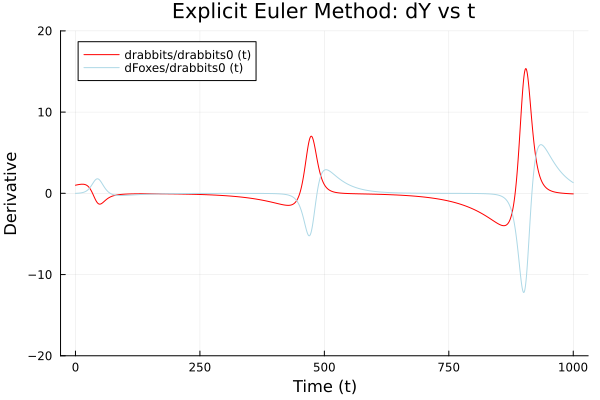 Explicit Euler Method: dY vs t
drabbits/drabbits0 (t)
dFoxes/drabbits0 (t)
Derivative
20
10
0
−10
−20
0
250
500
750
1000
Time (t)